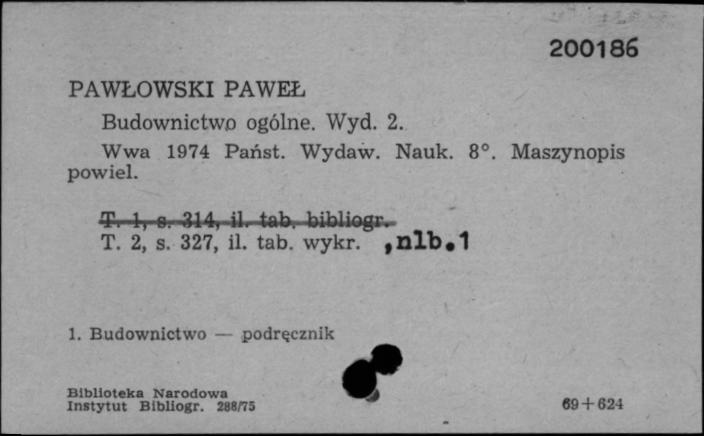 200186
PAWŁOWSKI PAWEŁ
Budownictwo ogólne. Wyd. 2.
Wwa 1974 Państ. Wydaw. Nauk. 8°. Maszynopis
powiel.
T. 1, s. 314, il. tab. bibliogr.
T. 2, s. 327, il. tab. wykr. ,nlb.1
1. Budownictwo — podręcznik
Biblioteka Narodowa
Instytut Bibliogr. 288/75
69+624